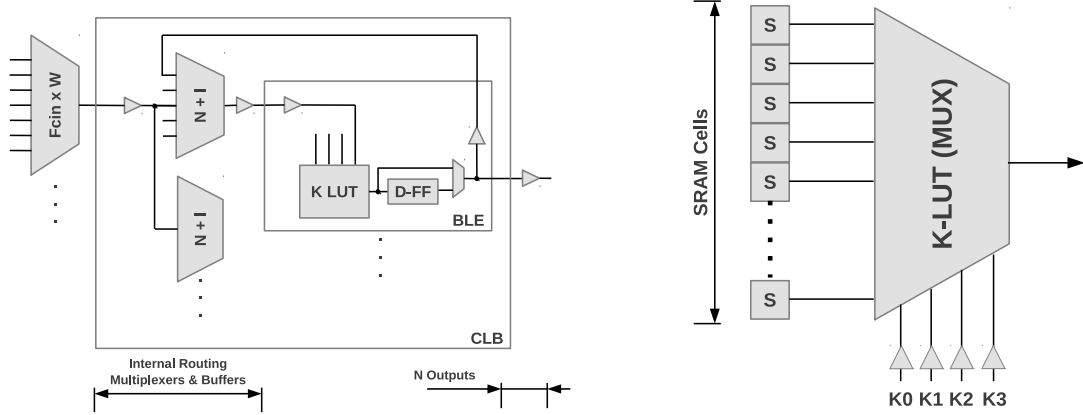 Fcin x W
N + I
N + I
K LUT
D-FF
BLE
CLB
Internal Routing
Multiplexers & Buffers
N Outputs
SRAM Cells
S
S
S
S
S
S
K-LUT (MUX)
K0 K1 K2 K3